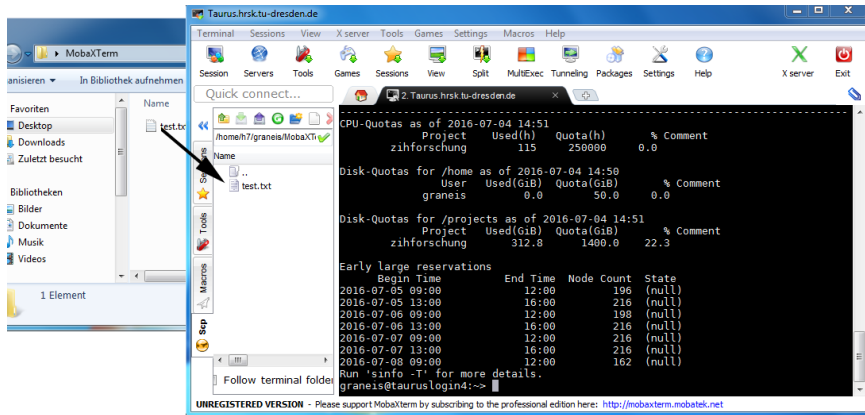 MobaXTerm
anisieren
In Bibliothek aufnehmen
Name
Favoriten
Desktop
Downloads
Zuletzt besucht
Bibliotheken
Bilder
Dokumente
Musik
Videos
1 Element
Taurus.hrsk.tu-dresden.de
Terminal Sessions View X server Tools Games Settings Macros Help
Session Servers Tools Games Sessions View Split MultiExec Tunneling Packages Settings Help X server Exit
Quick connect...
2. Taurus.hrsk.tu-dresden.de
/home/h7/graneis/MobaXTe
Name
..
test.txt
Tools
Macros
Scp
Follow terminal folder
CPU-Quotas as of 2016-07-04 14:51
Project Used(h) Quota(h) % Comment
zihforschung 115 250000 0.0
Disk-Quotas for /home as of 2016-07-04 14:50
User Used(GiB) Quota(GiB) % Comment
graneis 0.0 50.0 0.0
Disk-Quotas for /projects as of 2016-07-04 14:51
Project Used(GiB) Quota(GiB) % Comment
zihforschung 312.8 1400.0 22.3
Early large reservations
Begin Time End Time Node Count State
2016-07-05 09:00 12:00 196 (null)
2016-07-05 13:00 16:00 216 (null)
2016-07-06 09:00 12:00 198 (null)
2016-07-06 13:00 16:00 216 (null)
2016-07-07 09:00 12:00 216 (null)
2016-07-07 13:00 16:00 216 (null)
2016-07-08 09:00 12:00 162 (null)
Run 'sinfo -T' for more details.
graneis@tauruslogin4:~>
UNREGISTERED VERSION - Please support MobaXterm by subscribing to the professional edition here: http://mobaxterm.mobatek.net